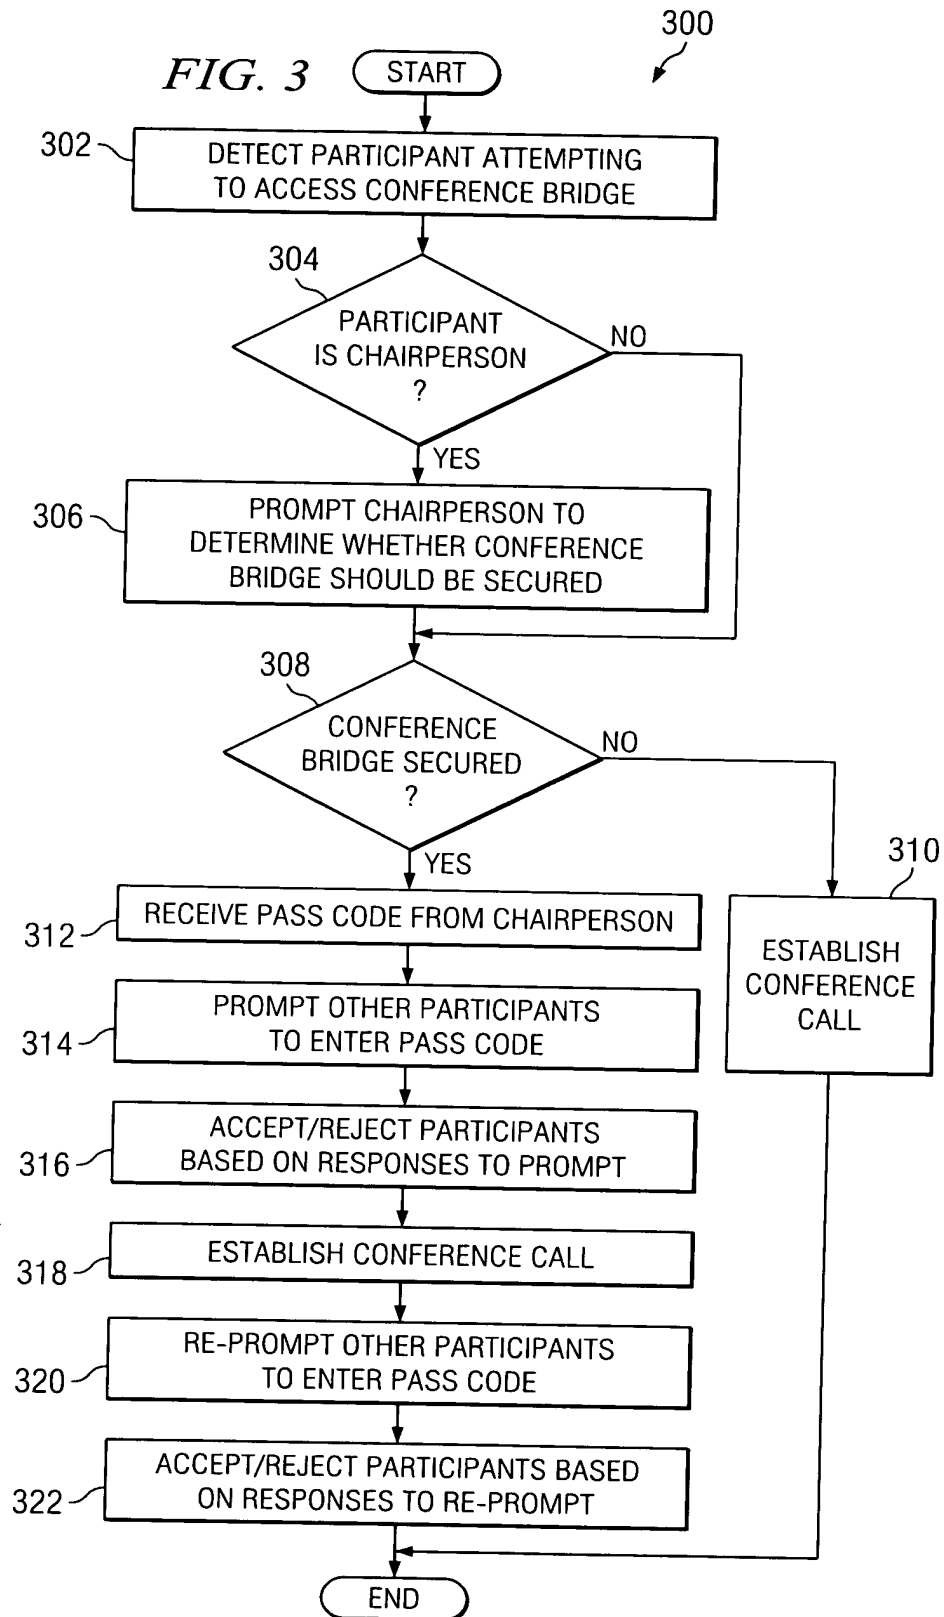 300
FIG. 3
START
302
DETECT PARTICIPANT ATTEMPTING
TO ACCESS CONFERENCE BRIDGE
304
PARTICIPANT
IS CHAIRPERSON
?
NO
YES
306
PROMPT CHAIRPERSON TO
DETERMINE WHETHER CONFERENCE
BRIDGE SHOULD BE SECURED
308
CONFERENCE
BRIDGE SECURED
?
NO
YES
310
ESTABLISH
CONFERENCE
CALL
312
RECEIVE PASS CODE FROM CHAIRPERSON
314
PROMPT OTHER PARTICIPANTS
TO ENTER PASS CODE
316
ACCEPT/REJECT PARTICIPANTS
BASED ON RESPONSES TO PROMPT
318
ESTABLISH CONFERENCE CALL
320
RE-PROMPT OTHER PARTICIPANTS
TO ENTER PASS CODE
322
ACCEPT/REJECT PARTICIPANTS BASED
ON RESPONSES TO RE-PROMPT
END